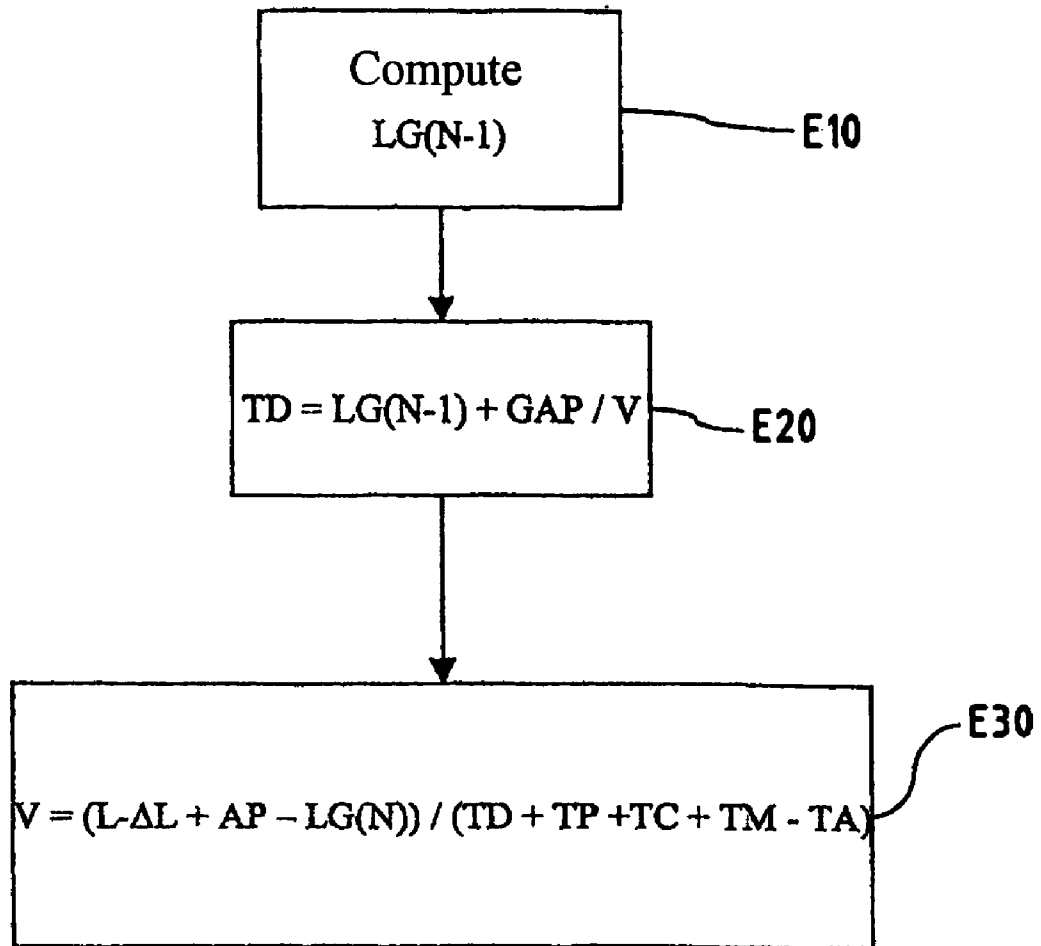 Compute
LG(N-1)
E10
TD = LG(N-1) + GAP / V
E20
V = (L-ΔL + AP – LG(N)) / (TD + TP +TC + TM - TA)
E30